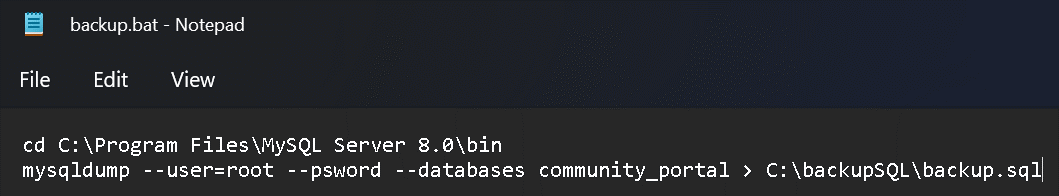 backup.bat - Notepad
File Edit View
cd C:\Program Files\MySQL Server 8.0\bin
mysqldump --user=root --psword --databases community_portal > C:\backupSQL\backup.sql